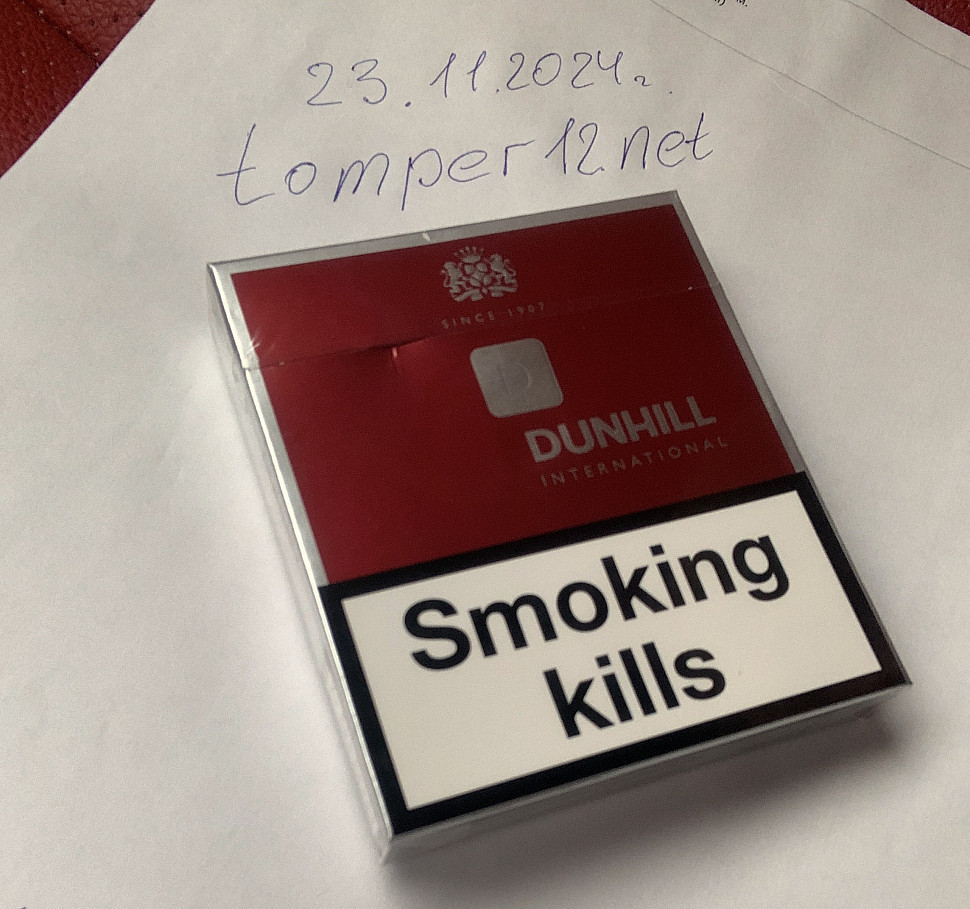 23.11.2024г.
tomper12.net
SINCE 1907
D
DUNHILL
INTERNATIONAL
Smoking
kills